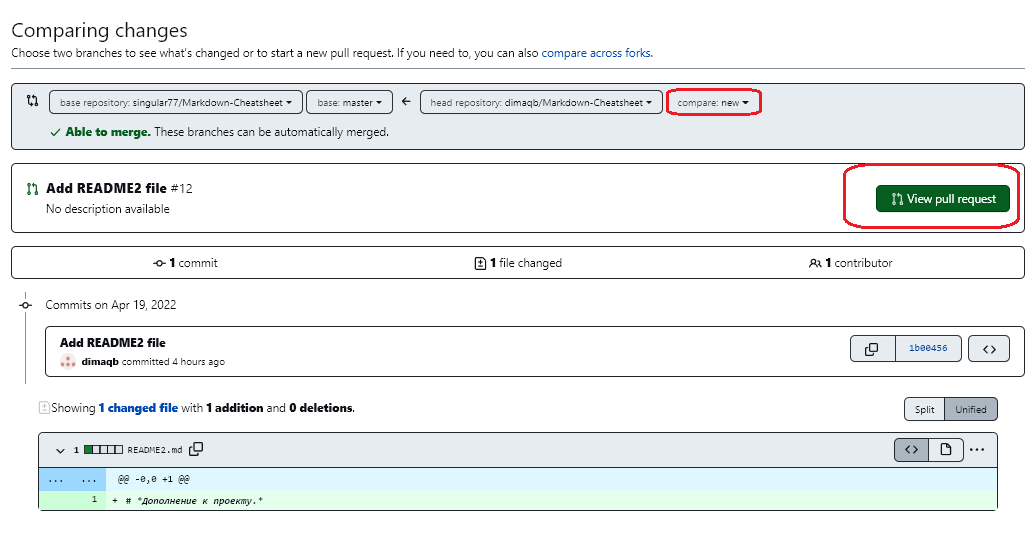 Comparing changes
Choose two branches to see what's changed or to start a new pull request. If you need to, you can also compare across forks.
base repository: singular77/Markdown-Cheatsheet base: master head repository: dimaqb/Markdown-Cheatsheet compare: new
Able to merge. These branches can be automatically merged.
Add README2 file #12
No description available
View pull request
1 commit 1 file changed 1 contributor
Commits on Apr 19, 2022
Add README2 file
dimaqb committed 4 hours ago
1b00456
Showing 1 changed file with 1 addition and 0 deletions.
Split Unified
1 README2.md
... ... @@ -0,0 +1 @@
1 + # *Дополнение к проекту.*